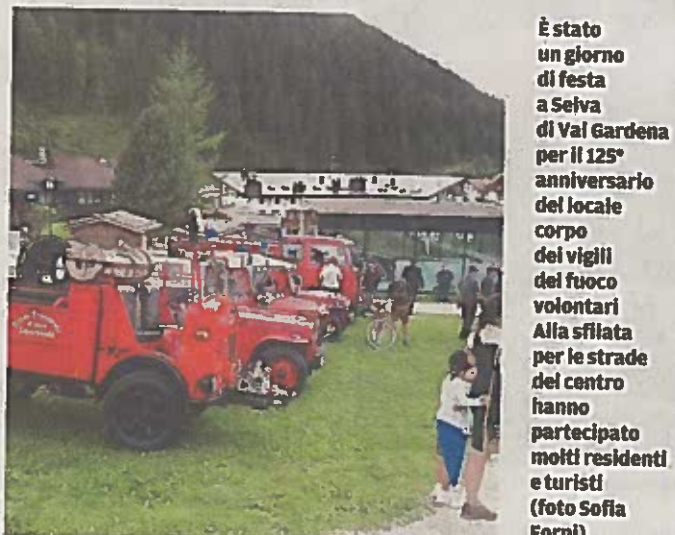 È stato
un giorno
di festa
a Selva
di Val Gardena
per il 125°
anniversario
del locale
corpo
dei vigili
del fuoco
volontari
Alla sfilata
per le strade
del centro
hanno
partecipato
molti residenti
e turisti
(foto Sofia
Forni)